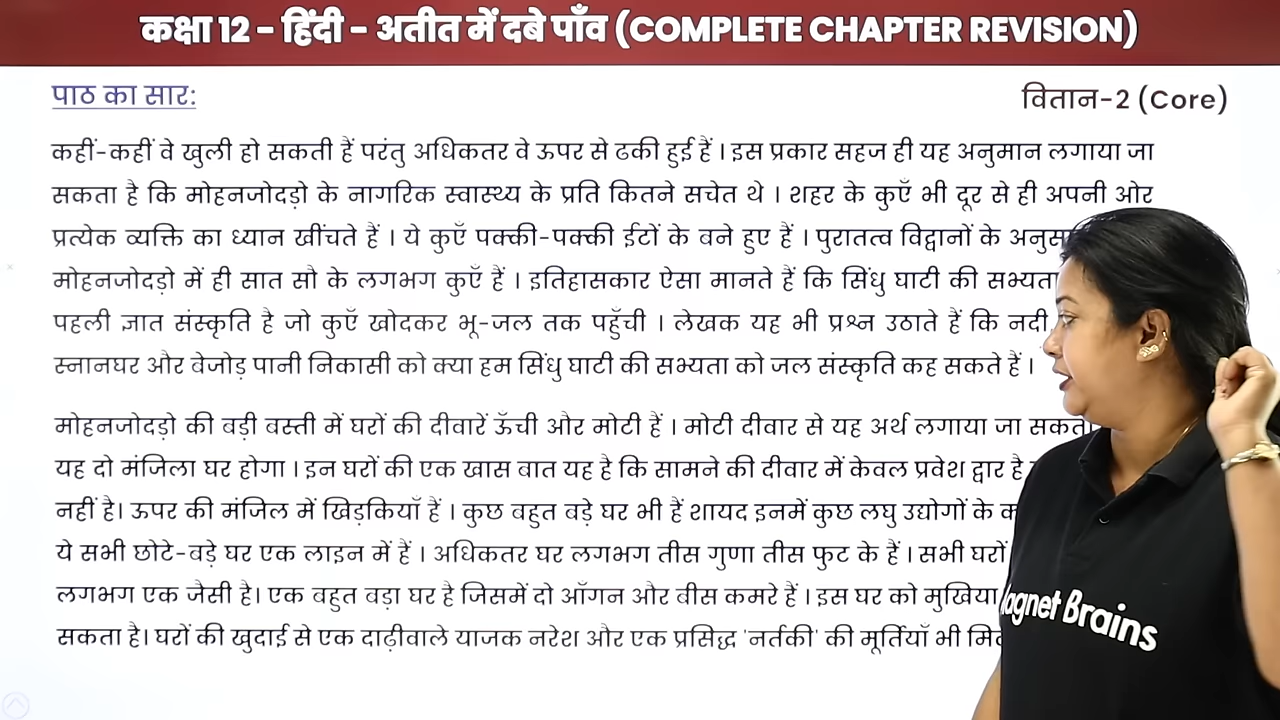 कक्षा 12 - हिंदी - अतीत में दबे पाँव (COMPLETE CHAPTER REVISION)
पाठ का सार:
वितान-2 (Core)
कहीं-कहीं वे खुली हो सकती हैं परंतु अधिकतर वे ऊपर से ढकी हुई हैं । इस प्रकार सहज ही यह अनुमान लगाया जा
सकता है कि मोहनजोदड़ो के नागरिक स्वास्थ्य के प्रति कितने सचेत थे । शहर के कुएँ भी दूर से ही अपनी ओर
प्रत्येक व्यक्ति का ध्यान खींचते हैं । ये कुएँ पक्की-पक्की ईटों के बने हुए हैं । पुरातत्व विद्वानों के
मोहनजोदड़ो में ही सात सौ के लगभग कुएँ हैं । इतिहासकार ऐसा मानते हैं कि सिंधु घाटी की सभ्यता
पहली ज्ञात संस्कृति है जो कुएँ खोदकर भू-जल तक पहुँची । लेखक यह भी प्रश्न उठाते हैं कि नदी
स्नानघर और बेजोड़ पानी निकासी को क्या हम सिंधु घाटी की सभ्यता को जल संस्कृति कह सकते हैं ।
मोहनजोदड़ो की बड़ी बस्ती में घरों की दीवारें ऊँची और मोटी हैं । मोटी दीवार से यह अर्थ लगाया जा
यह दो मंजिला घर होगा । इन घरों की एक खास बात यह है कि सामने की दीवार में केवल प्रवेश द्वार है
नहीं है। ऊपर की मंजिल में खिड़कियाँ हैं । कुछ बहुत बड़े घर भी हैं शायद इनमें कुछ लघु उद्योगों के
ये सभी छोटे-बड़े घर एक लाइन में हैं । अधिकतर घर लगभग तीस गुणा तीस फुट के हैं । सभी घरों
लगभग एक जैसी है। एक बहुत बड़ा घर है जिसमें दो आँगन और बीस कमरे हैं । इस घर को मुखिया
सकता है। घरों की खुदाई से एक दाढ़ीवाले याजक नरेश और एक प्रसिद्ध 'नर्तकी' की मूर्तियाँ भी
Brains